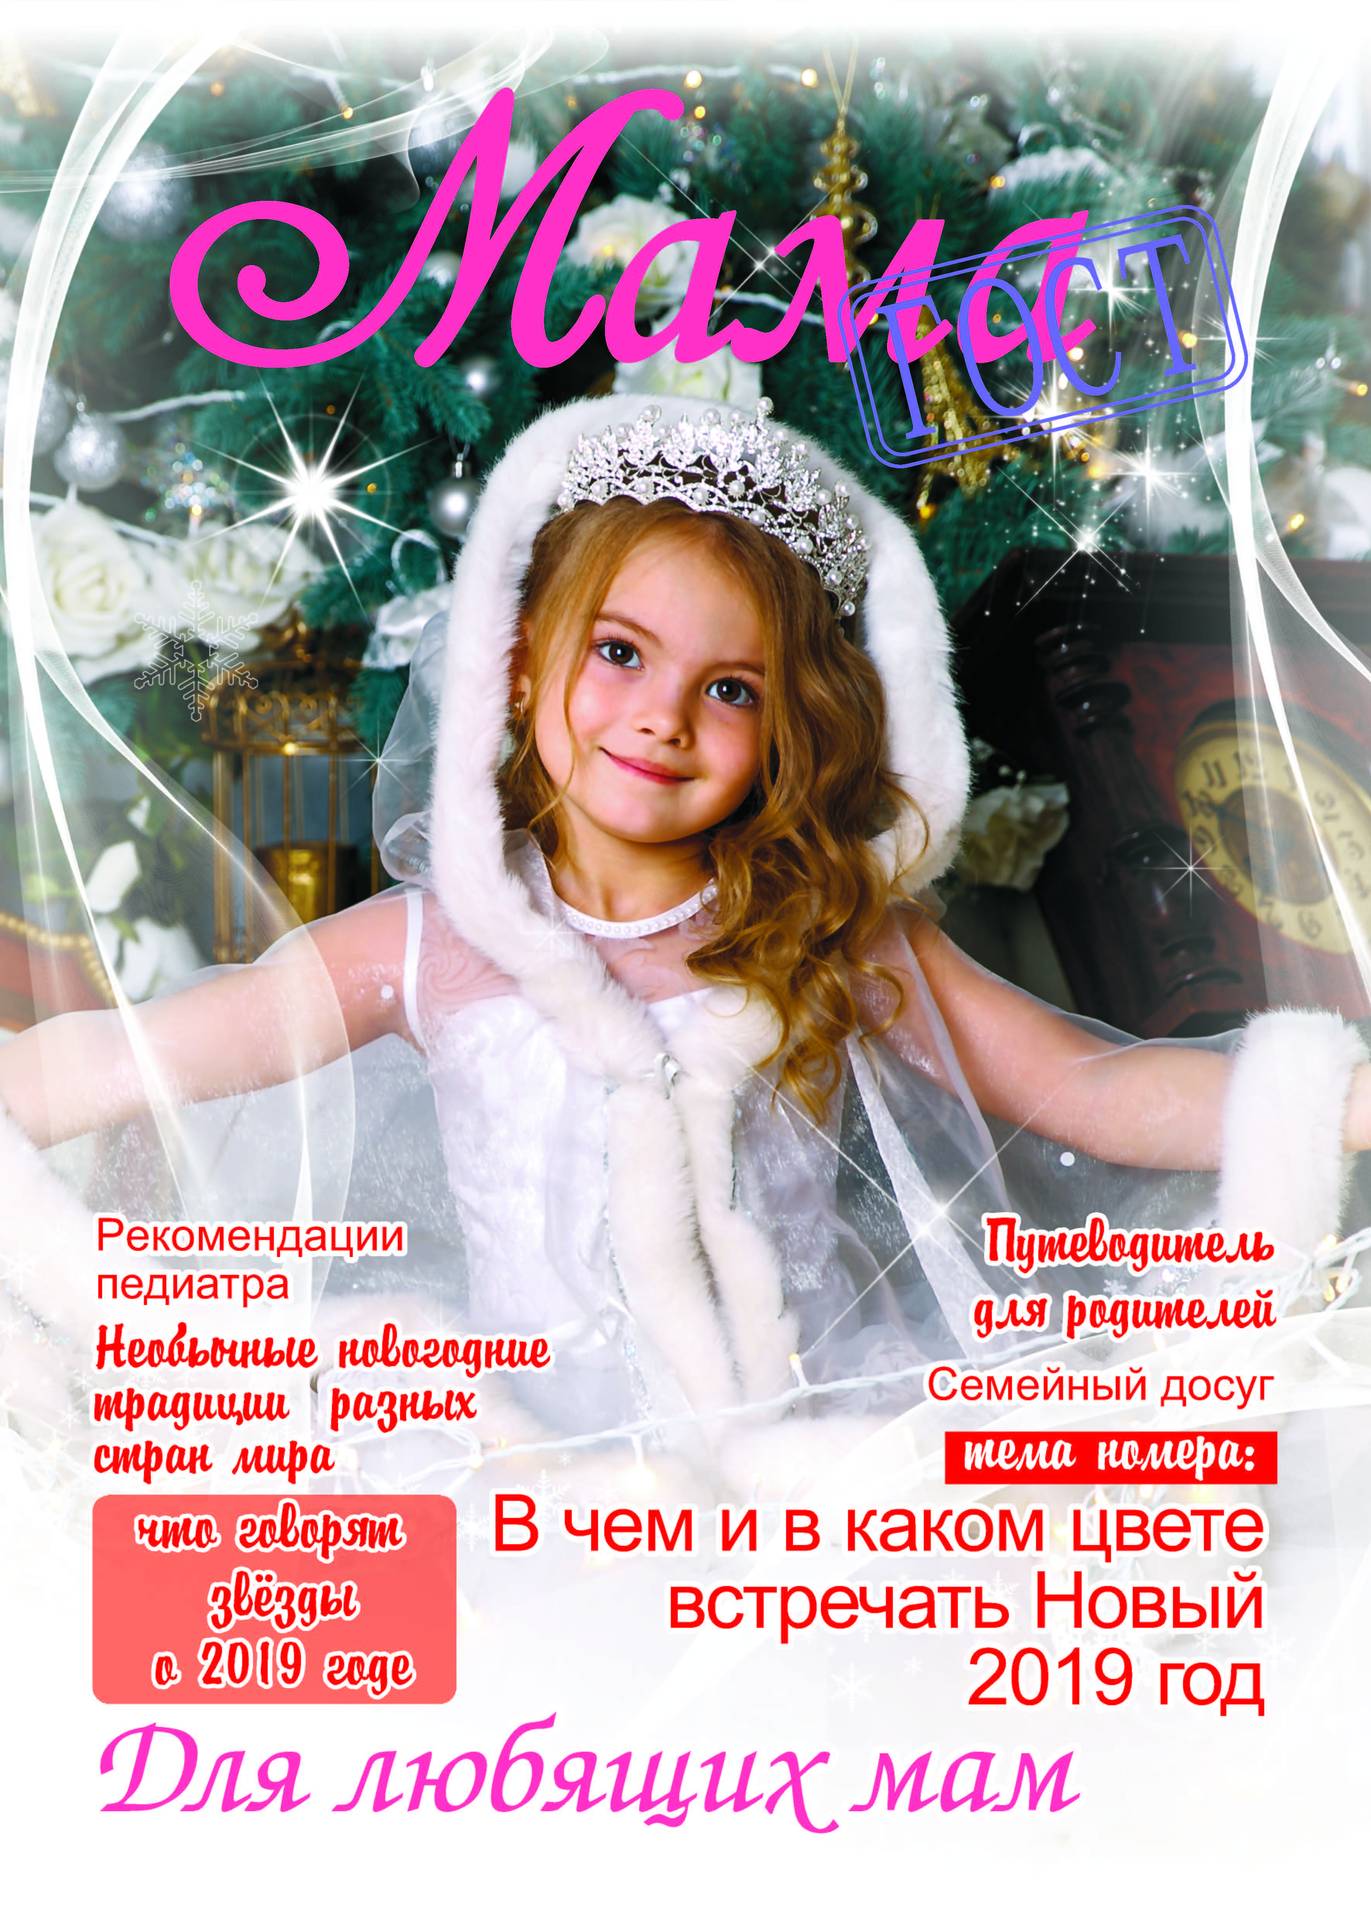 Мама
ГОСТ
Рекомендации
педиатра
Необычные новогодние
традиции разных
стран мира
что говорят
звёзды
о 2019 годе
Путеводитель
для родителей
Семейный досуг
тема номера:
В чем и в каком цвете
встречать Новый
2019 год
Для любящих мам